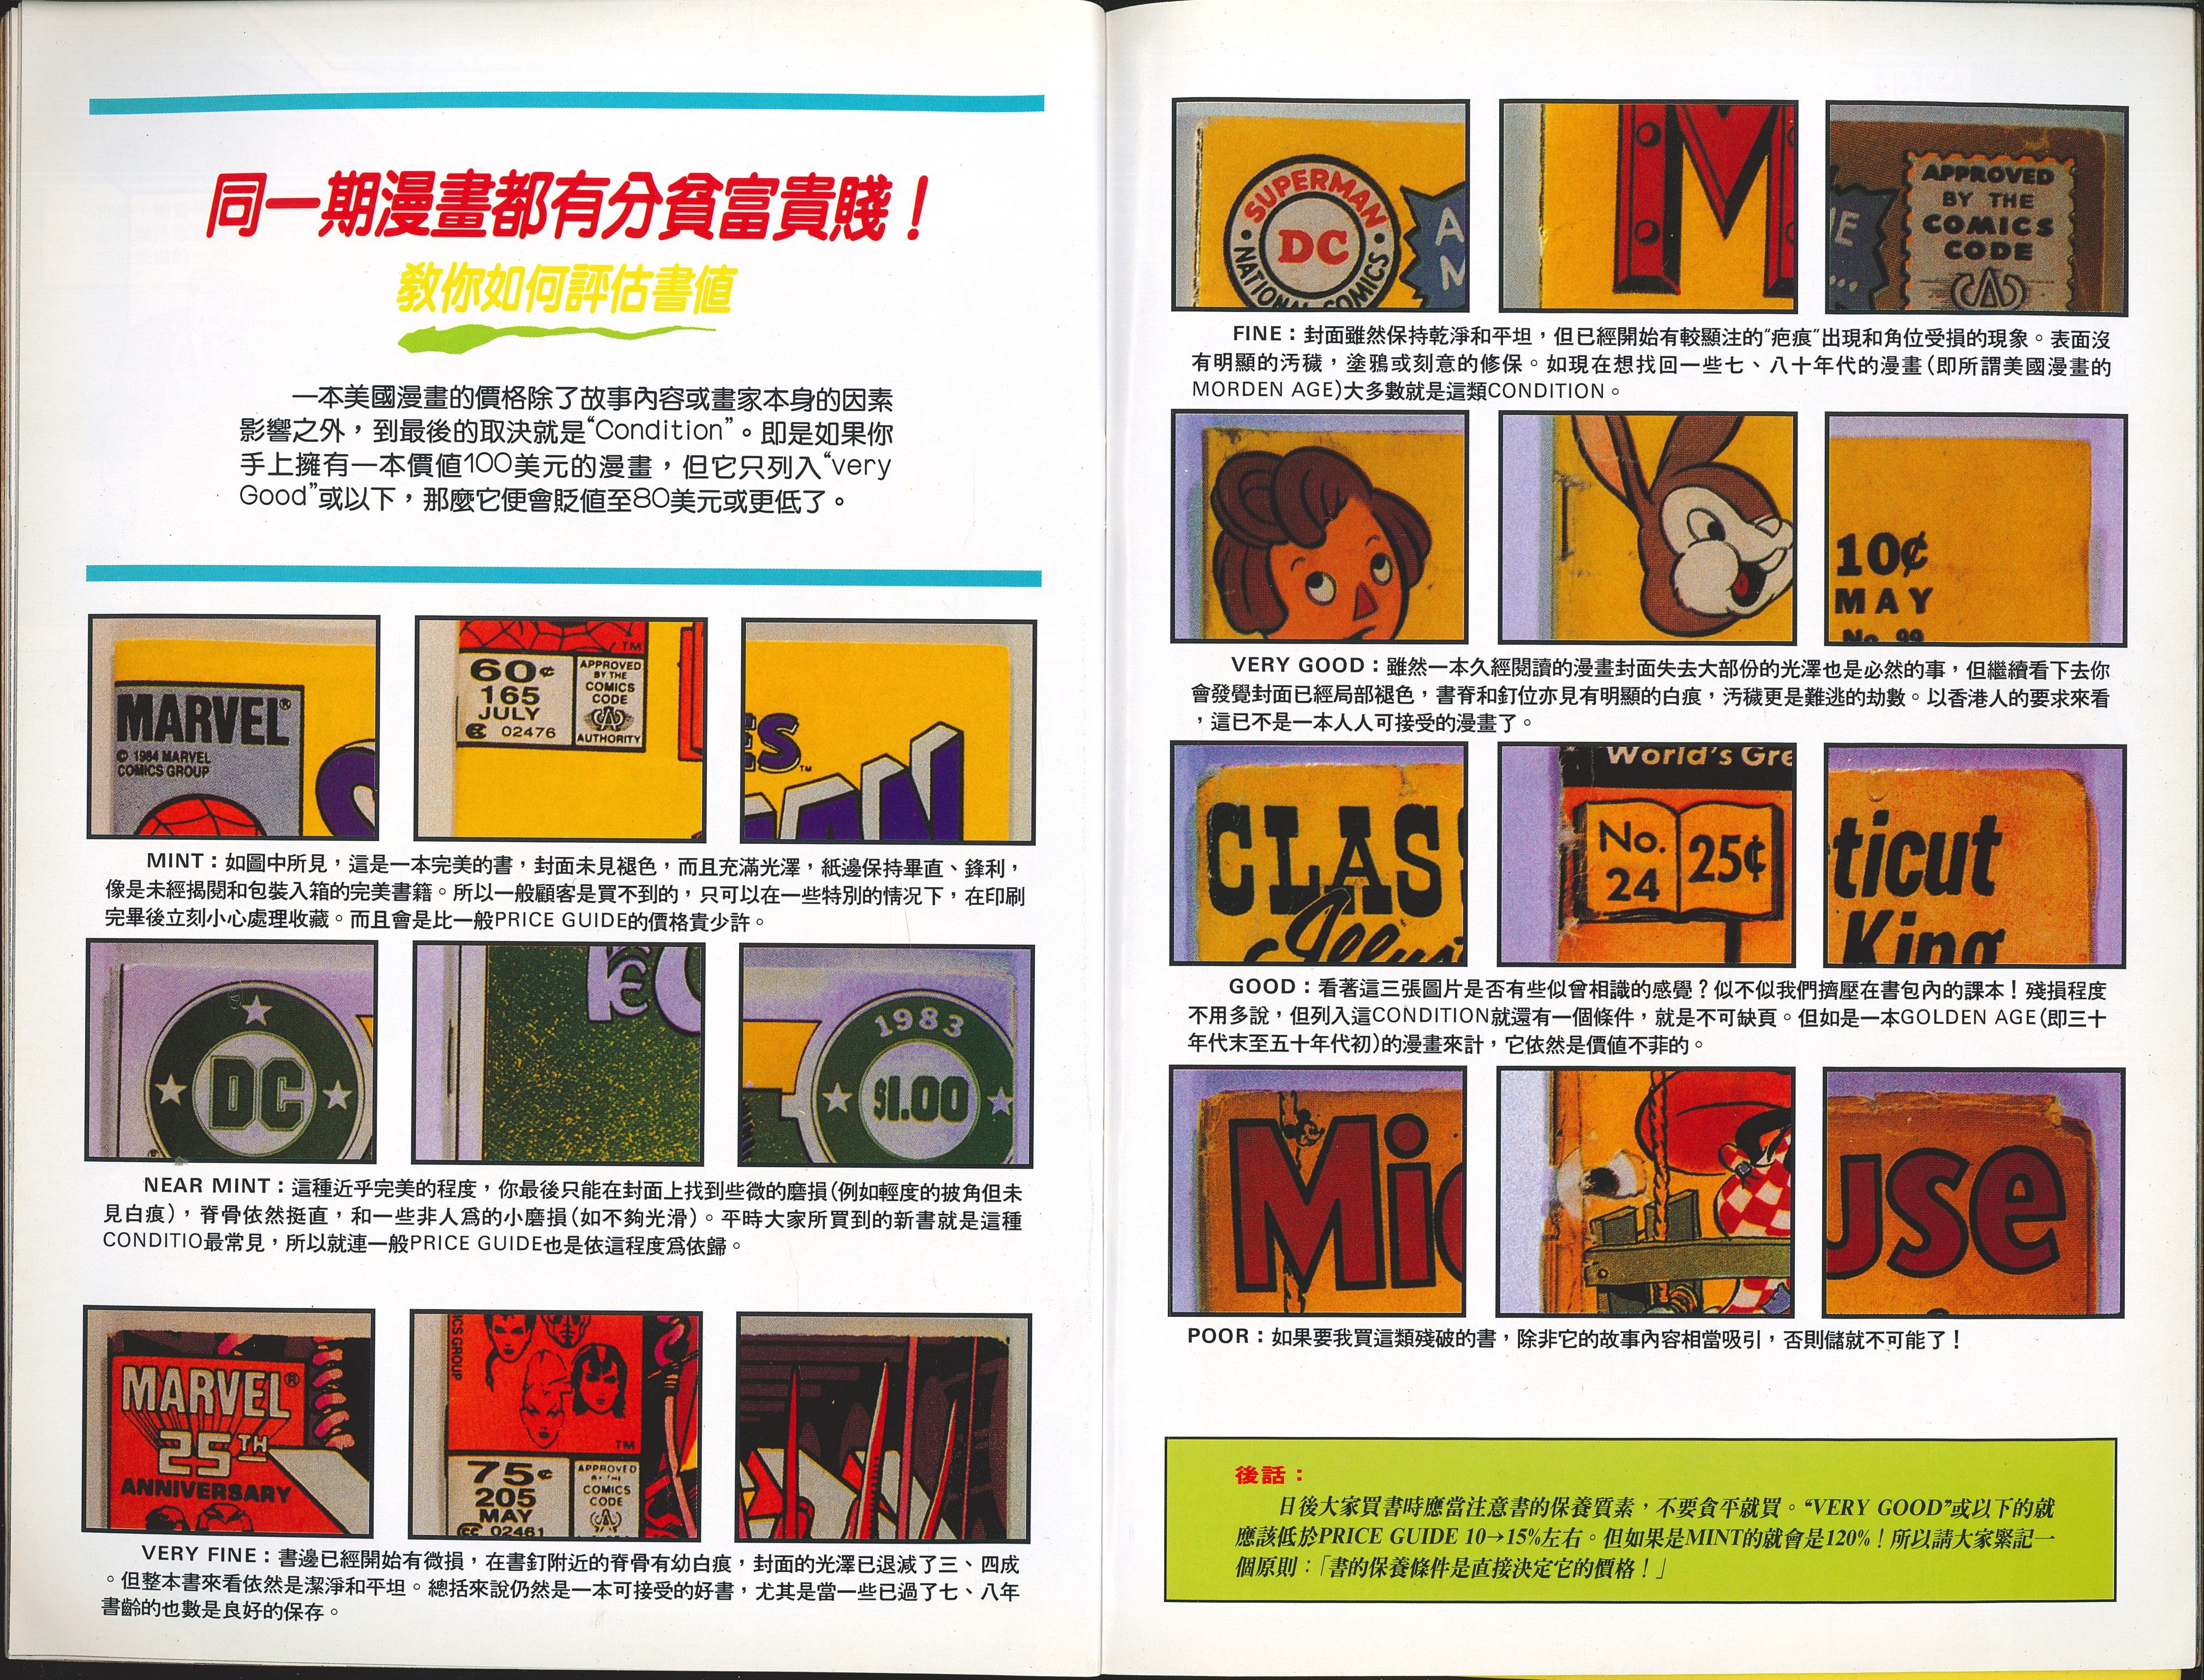 同一期漫畫都有分貧富貴賤！
教你如何評估書值
一本美國漫畫的價格除了故事內容或畫家本身的因素
影響之外，到最後的取決就是“Condition”。即是如果你
手上擁有一本價值100美元的漫畫，但它只列入“very
Good”或以下，那麼它便會貶值至80美元或更低了。
MARVEL®
© 1984 MARVEL
COMICS GROUP
TM
60¢
165
JULY
02476
APPROVED
BY THE
COMICS
CODE
AUTHORITY
ES
TM
AN
MINT：如圖中所見，這是一本完美的書，封面未見褪色，而且充滿光澤，紙邊保持畢直、鋒利，
像是未經揭閱和包裝入箱的完美書籍。所以一般顧客是買不到的，只可以在一些特別的情況下，在印刷
完畢後立刻小心處理收藏。而且會是比一般PRICE GUIDE的價格貴少許。
DC
1983
$1.00
NEAR MINT：這種近乎完美的程度，你最後只能在封面上找到些微的磨損（例如輕度的披角但未
見白痕），脊骨依然挺直，和一些非人爲的小磨損（如不夠光滑）。平時大家所買到的新書就是這種
CONDITIO最常見，所以就連一般PRICE GUIDE也是依這程度爲依歸。
MARVEL®
25TH
ANNIVERSARY
ICS GROUP
TM
75¢
205
MAY
02461
APPROVED
BY THE
COMICS
CODE
VERY FINE：書邊已經開始有微損，在書釘附近的脊骨有幼白痕，封面的光澤已退減了三、四成
。但整本書來看依然是潔淨和平坦。總括來說仍然是一本可接受的好書，尤其是當一些已過了七、八年
書齡的也數是良好的保存。
SUPERMAN
DC
NATIONAL COMICS
A
M
M
E
...
APPROVED
BY THE
COMICS
CODE
FINE：封面雖然保持乾淨和平坦，但已經開始有較顯注的“疤痕”出現和角位受損的現象。表面沒
有明顯的污穢，塗鴉或刻意的修保。如現在想找回一些七、八十年代的漫畫（即所謂美國漫畫的
MORDEN AGE）大多數就是這類CONDITION。
10¢
MAY
No. 99
VERY GOOD：雖然一本久經閱讀的漫畫封面失去大部份的光澤也是必然的事，但繼續看下去你
會發覺封面已經局部褪色，書脊和釘位亦見有明顯的白痕，汚穢更是難逃的劫數。以香港人的要求來看
，這已不是一本人人可接受的漫畫了。
CLAS
Illus
World's Gre
No.
24
25¢
ticut
King
GOOD：看著這三張圖片是否有些似曾相識的感覺？似不似我們擠壓在書包內的課本！殘損程度
不用多說，但列入這CONDITION就還有一個條件，就是不可缺頁。但如是一本GOLDEN AGE（即三十
年代末至五十年代初）的漫畫來計，它依然是價值不菲的。
Mic
use
POOR：如果要我買這類殘破的書，除非它的故事內容相當吸引，否則儲就不可能了！
後話：
日後大家買書時應當注意書的保養質素，不要貪平就買。“VERY GOOD”或以下的就
應該低於PRICE GUIDE 10→15%左右。但如果是MINT的就會是120%！所以請大家緊記一
個原則：「書的保養條件是直接決定它的價格！」